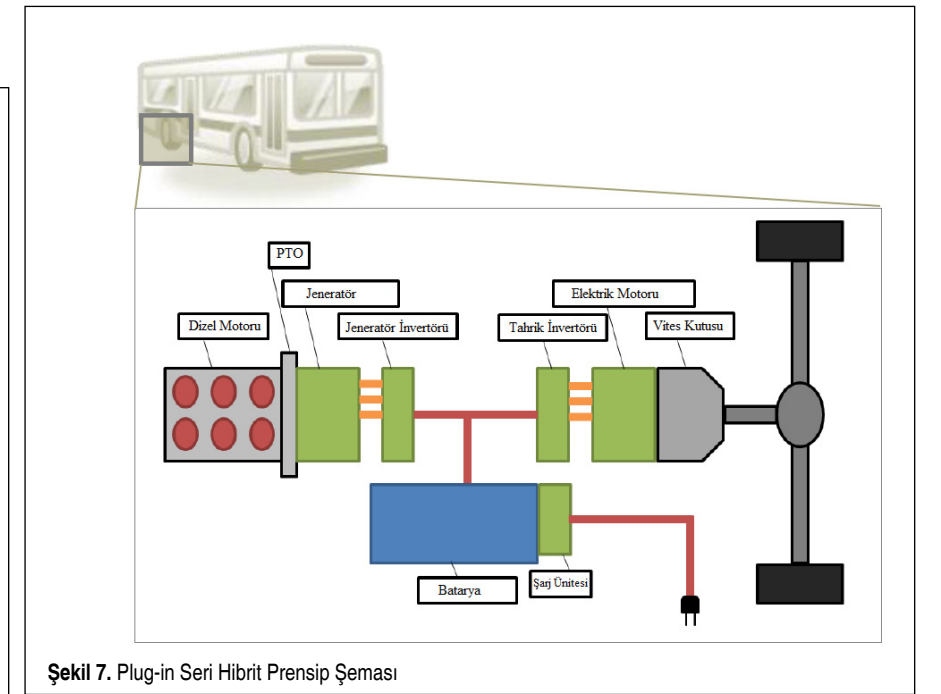 PTO
Jeneratör
Elektrik Motoru
Dizel Motoru
Jeneratör İnvertörü
Tahrik İnvertörü
Vites Kutusu
Batarya
Şarj Ünitesi
Şekil 7. Plug-in Seri Hibrit Prensip Şeması